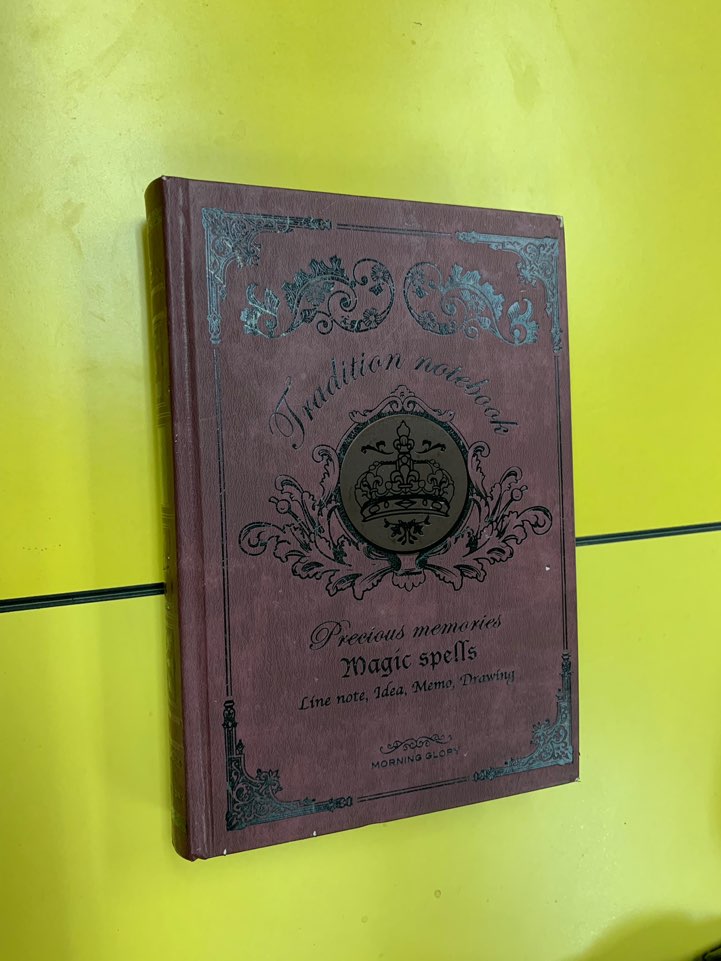 Tradition notebook
Precious memories
Magic spells
Line note, Idea, Memo, Drawing
MORNING GLORY